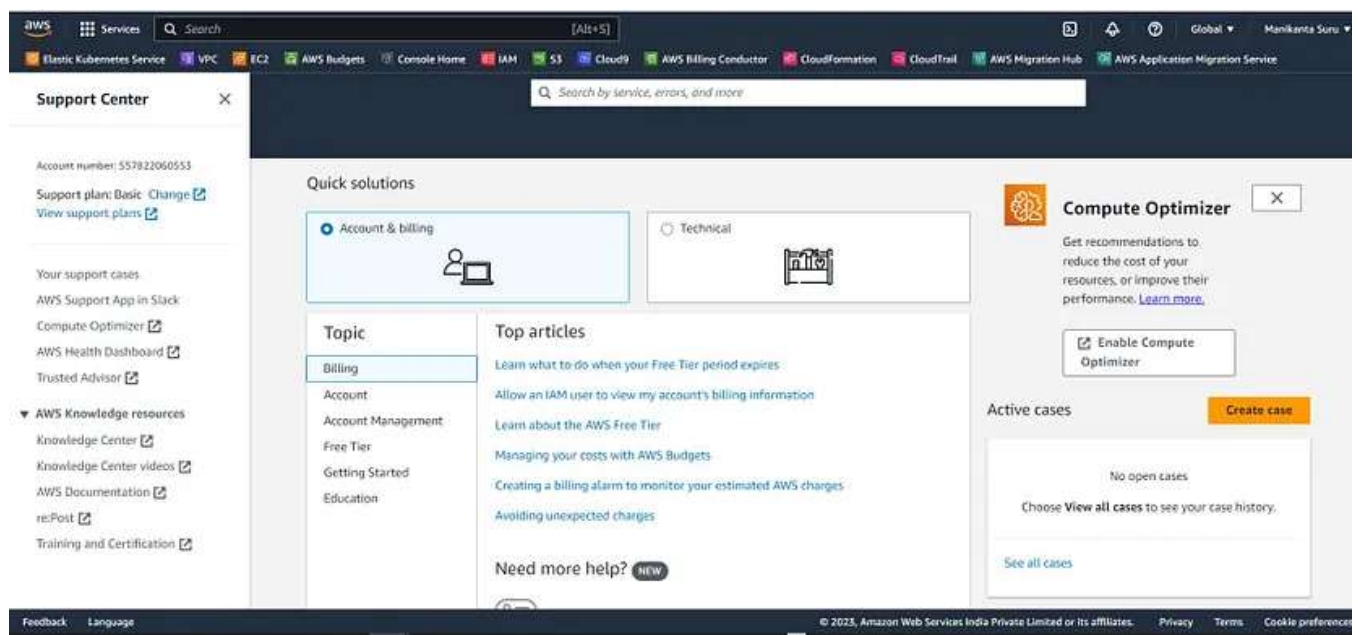 aws
Services
Search
[Alt+S]
Global ▼
Manikanta Suru ▼
Elastic Kubernetes Service
VPC
EC2
AWS Budgets
Console Home
IAM
S3
Cloud9
AWS Billing Conductor
CloudFormation
CloudTrail
AWS Migration Hub
AWS Application Migration Service
Support Center
Search by service, errors, and more
Account number: 557822060553
Support plan: Basic Change
View support plans
Your support cases
AWS Support App in Slack
Compute Optimizer
AWS Health Dashboard
Trusted Advisor
AWS Knowledge resources
Knowledge Center
Knowledge Center videos
AWS Documentation
re:Post
Training and Certification
Quick solutions
Account & billing
Technical
Topic
Billing
Account
Account Management
Free Tier
Getting Started
Education
Top articles
Learn what to do when your Free Tier period expires
Allow an IAM user to view my account's billing information
Learn about the AWS Free Tier
Managing your costs with AWS Budgets
Creating a billing alarm to monitor your estimated AWS charges
Avoiding unexpected charges
Need more help? NEW
Compute Optimizer
Get recommendations to
reduce the cost of your
resources, or improve their
performance. Learn more.
Enable Compute
Optimizer
Active cases
Create case
No open cases
Choose View all cases to see your case history.
See all cases
Feedback
Language
© 2023, Amazon Web Services India Private Limited or its affiliates.
Privacy
Terms
Cookie preferences